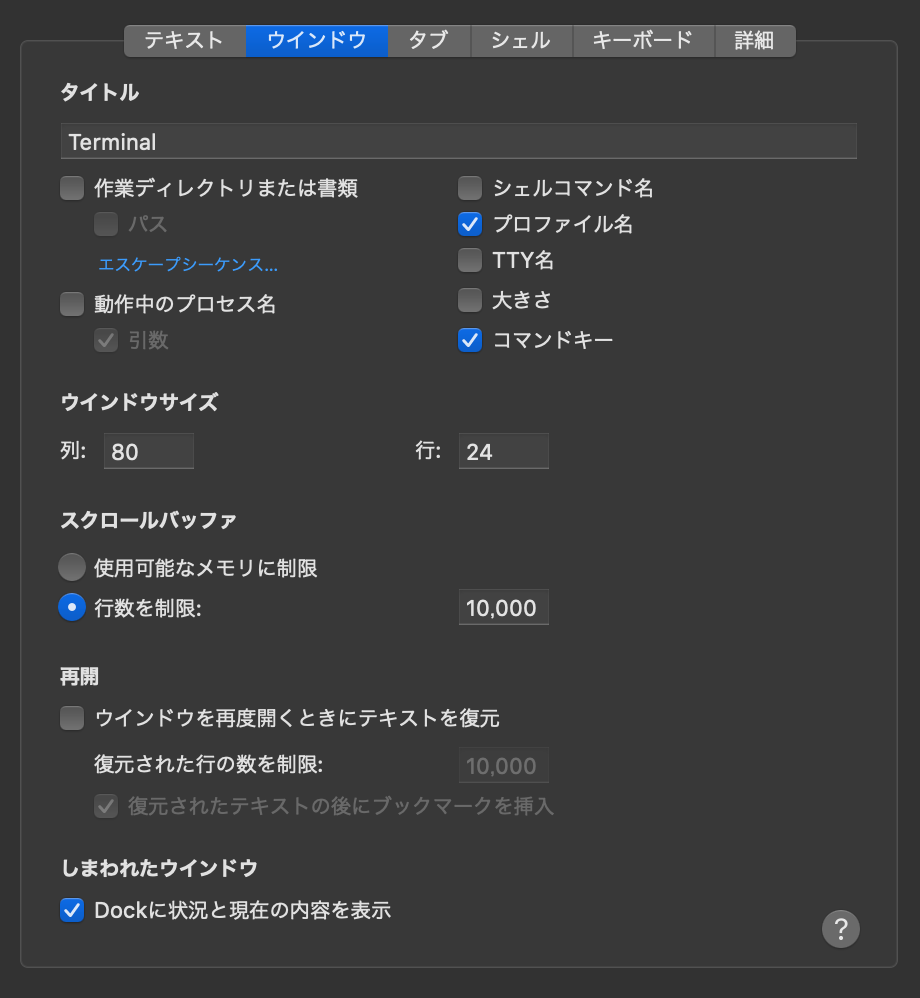 テキスト ウインドウ タブ シェル キーボード 詳細
タイトル
Terminal
作業ディレクトリまたは書類 シェルコマンド名
パス プロファイル名
エスケープシーケンス... TTY名
動作中のプロセス名 大きさ
引数 コマンドキー
ウインドウサイズ
列: 80 行: 24
スクロールバッファ
使用可能なメモリに制限
行数を制限: 10,000
再開
ウインドウを再度開くときにテキストを復元
復元された行の数を制限: 10,000
復元されたテキストの後にブックマークを挿入
しまわれたウインドウ
Dockに状況と現在の内容を表示
?